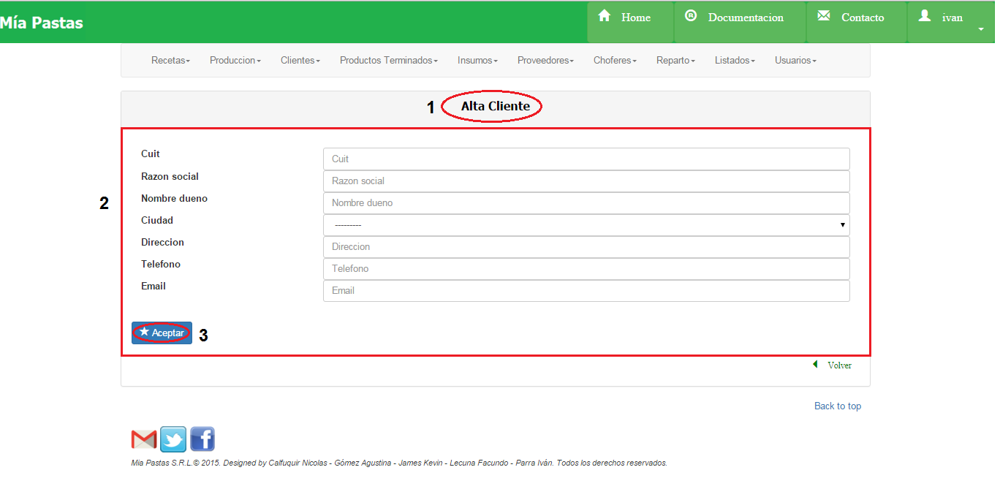 Mía Pastas
Home
Documentacion
Contacto
ivan
Recetas
Produccion
Clientes
Productos Terminados
Insumos
Proveedores
Choferes
Reparto
Listados
Usuarios
1 Alta Cliente
2
Cuit
Cuit
Razon social
Razon social
Nombre dueno
Nombre dueno
Ciudad
---------
Direccion
Direccion
Telefono
Telefono
Email
Email
Aceptar
3
Volver
Back to top
Mia Pastas S.R.L.© 2015. Designed by Calfuquir Nicolas - Gómez Agustina - James Kevin - Lecuna Facundo - Parra Iván. Todos los derechos reservados.